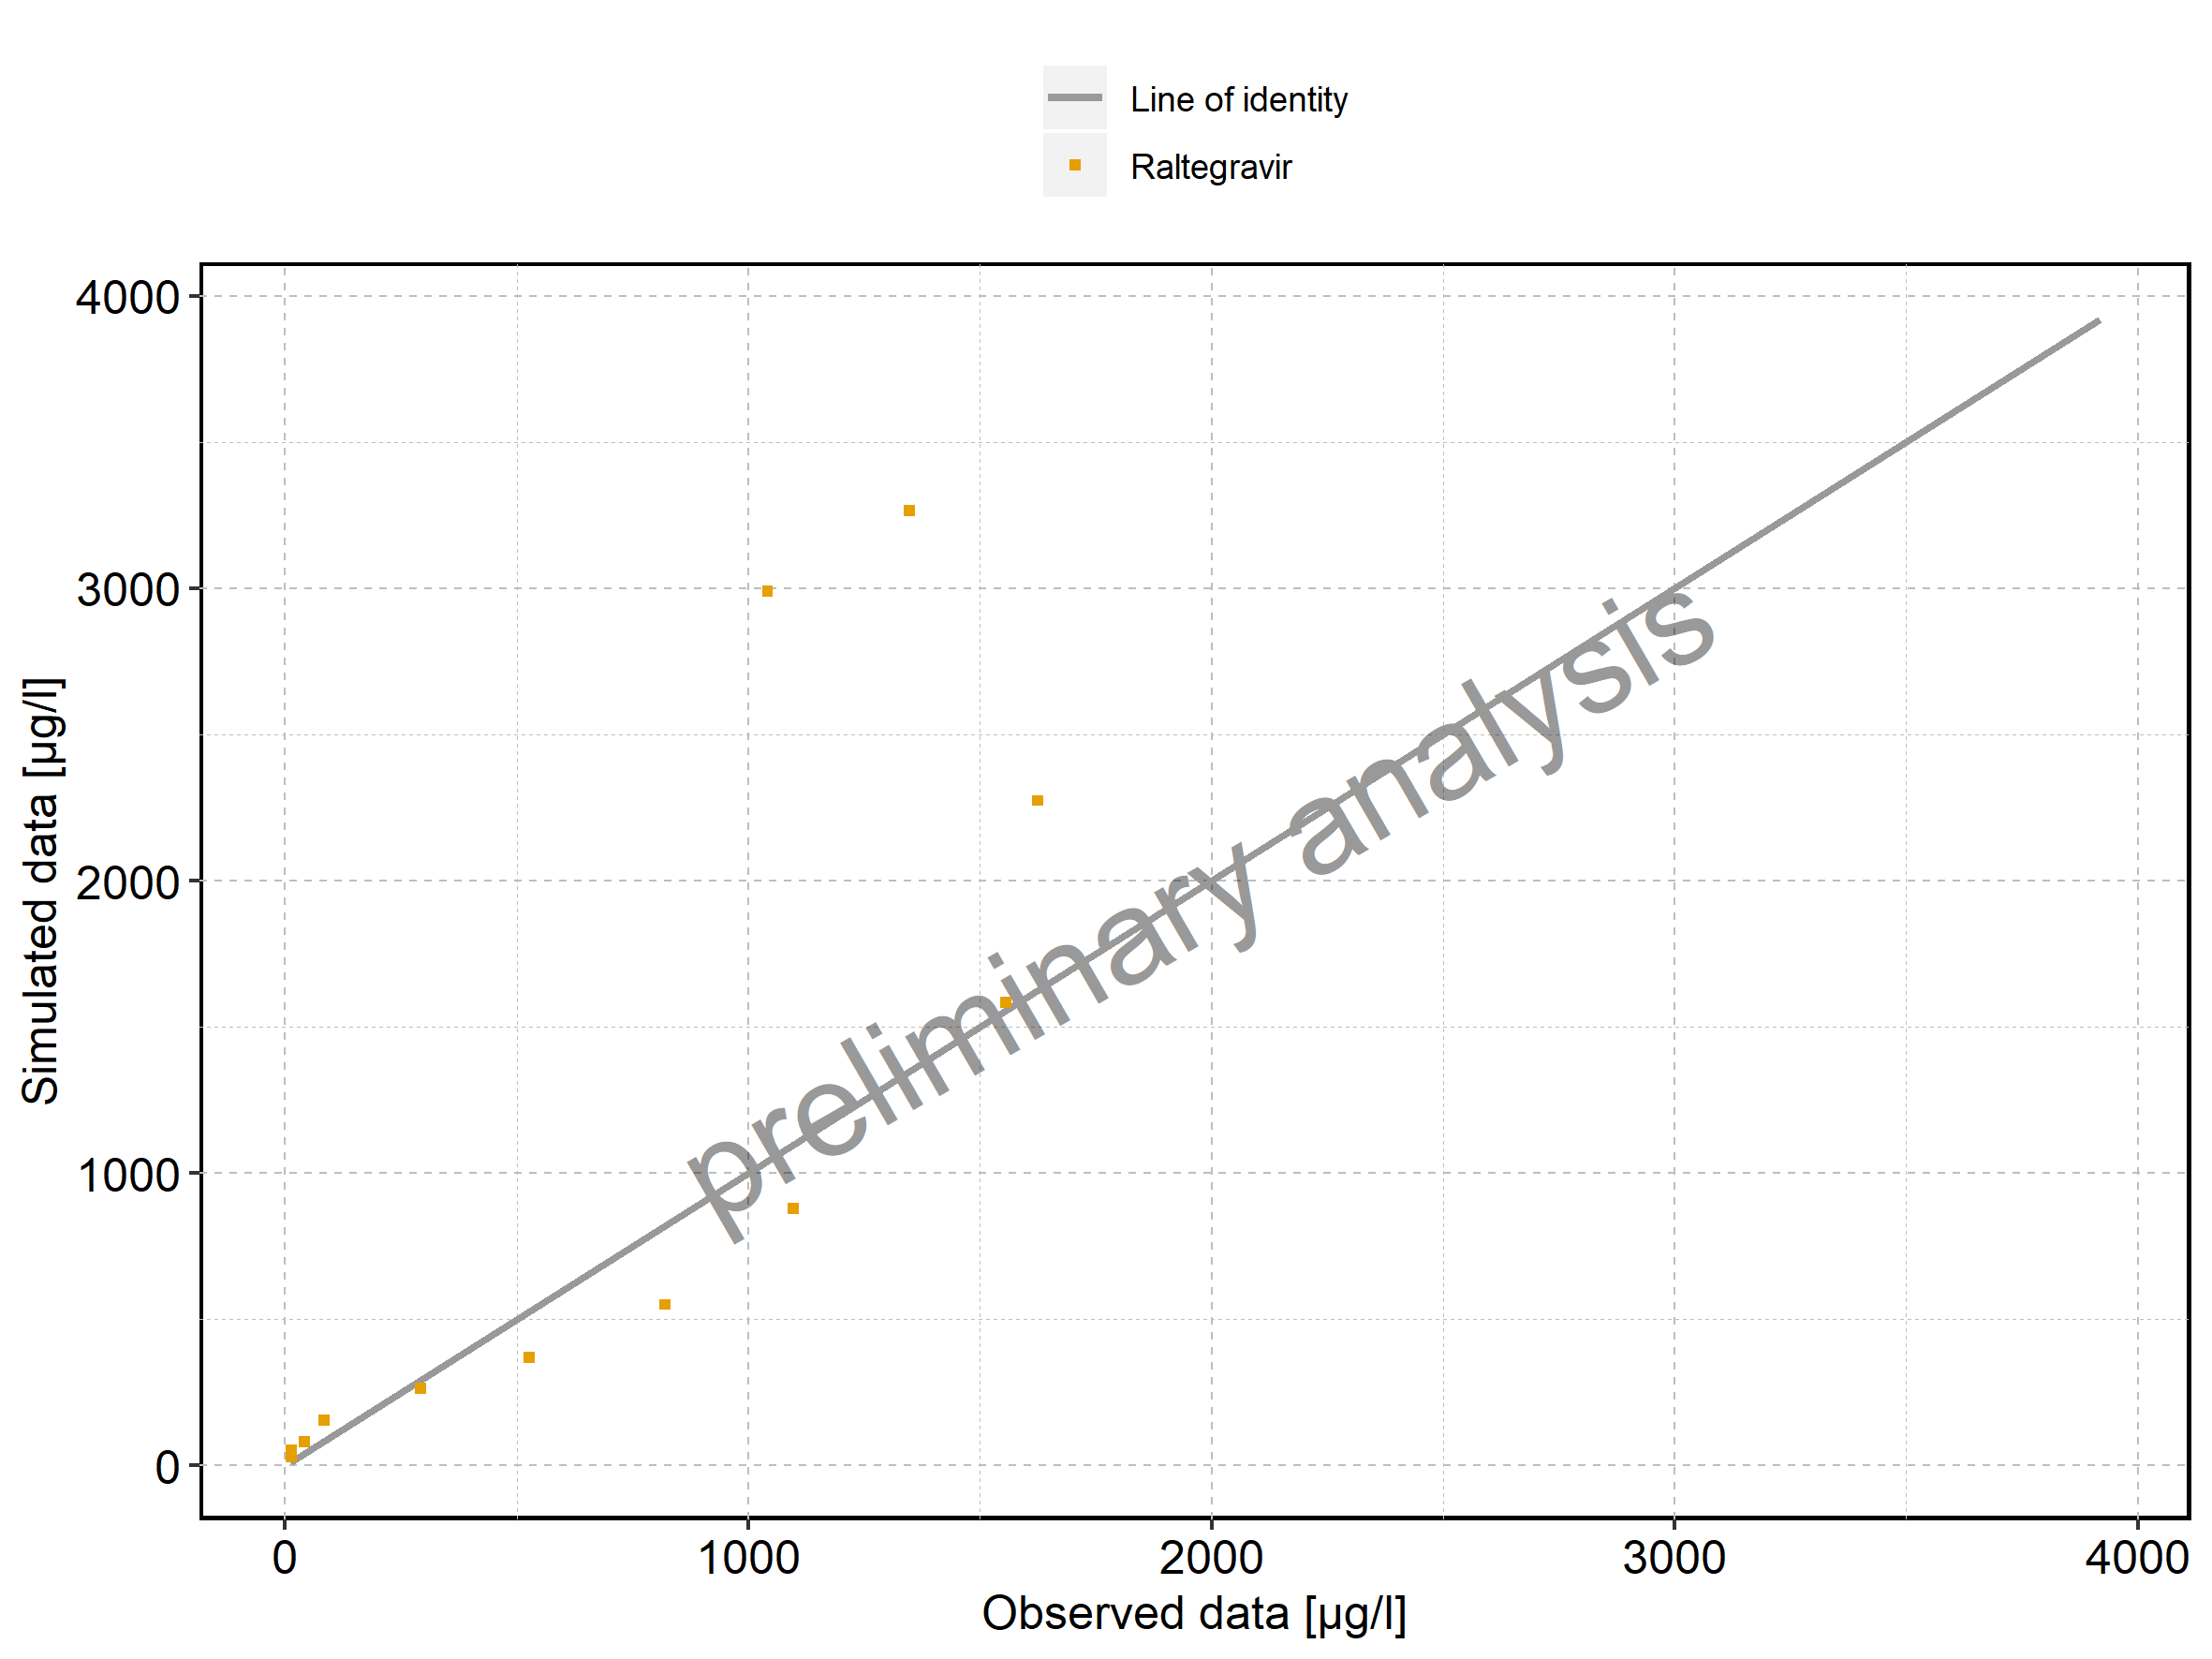 Line of identity
Raltegravir
4000
3000
2000
1000
0
Simulated data [µg/l]
preliminary analysis
0 1000 2000 3000 4000
Observed data [µg/l]